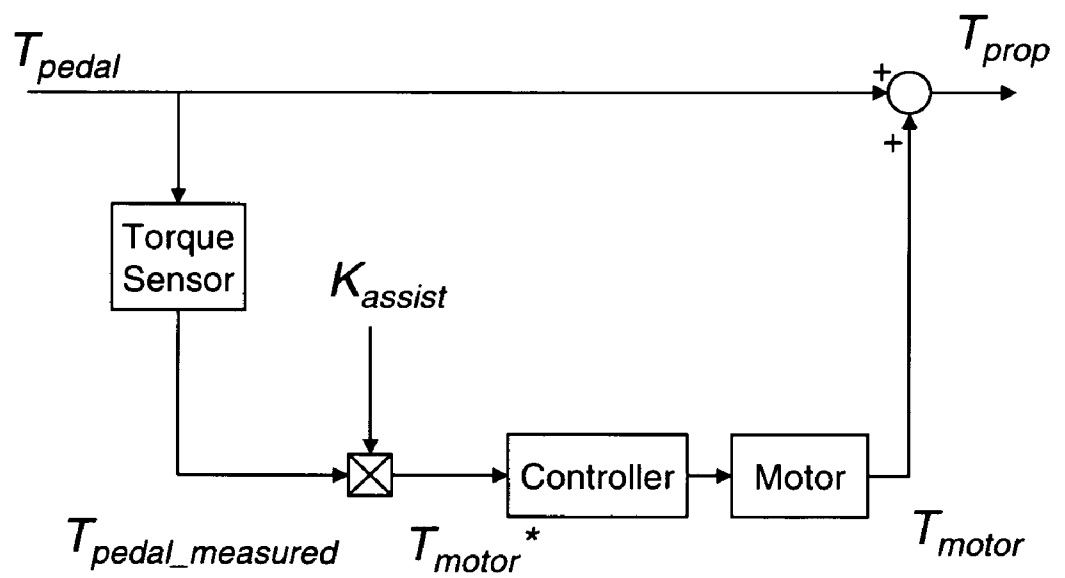 T_pedal
T_prop
+
+
Torque
Sensor
K_assist
Controller
Motor
T_pedal_measured
T_motor*
T_motor